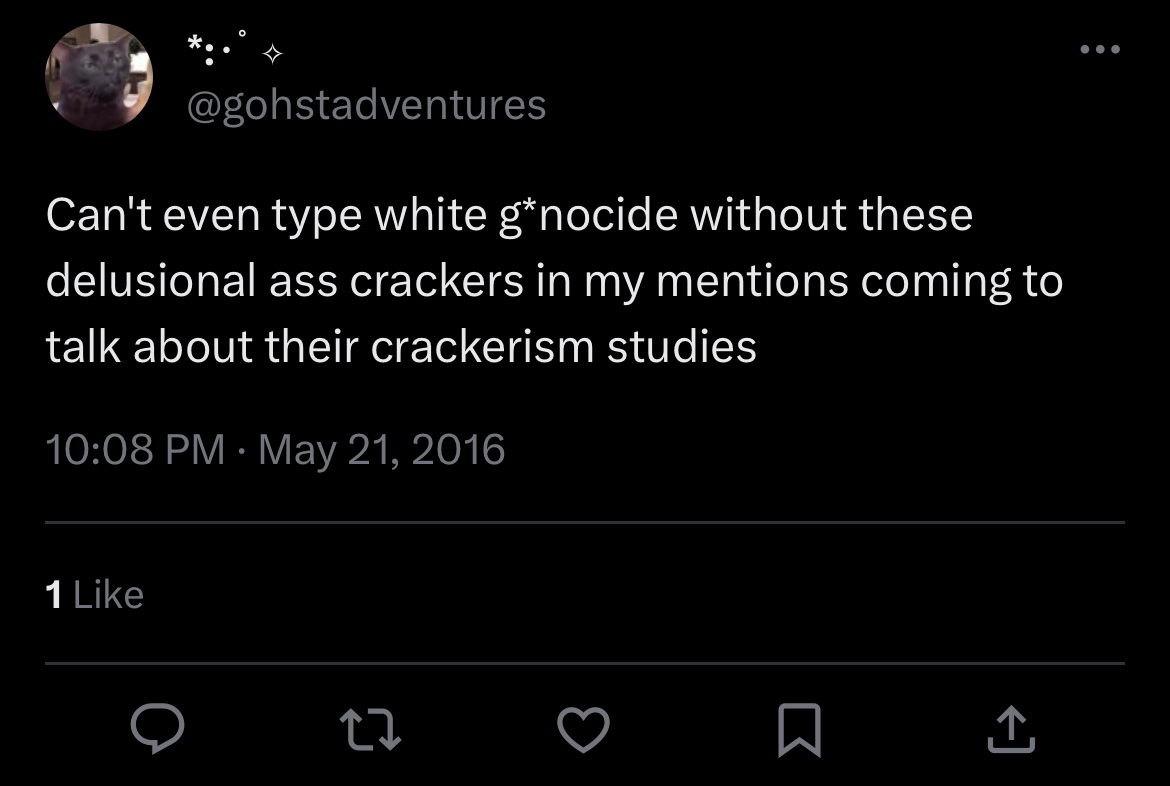 *:･ﾟ✧
@gohstadventures
Can't even type white g*nocide without these
delusional ass crackers in my mentions coming to
talk about their crackerism studies
10:08 PM · May 21, 2016
1 Like